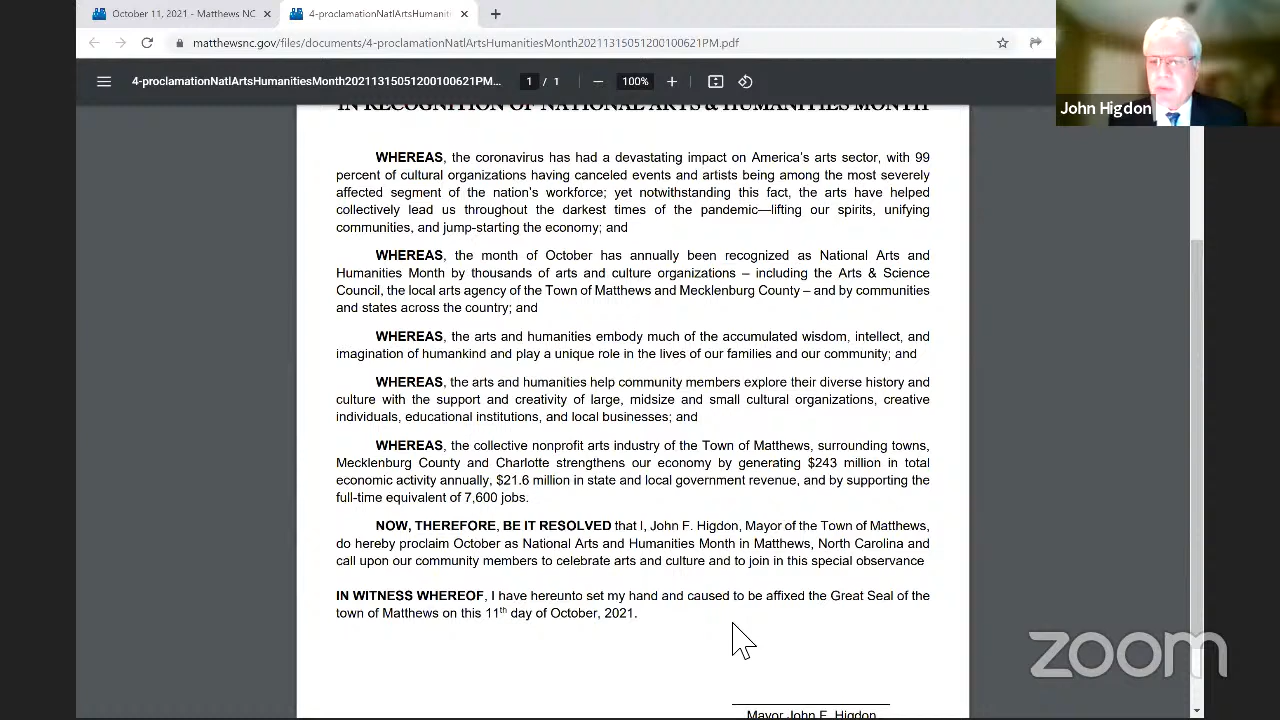 October 11, 2021 - Matthews NC
4-proclamationNatlArtsHumaniti
matthewsnc.gov/files/documents/4-proclamationNatlArtsHumanitiesMonth20211315051200100621PM.pdf
4-proclamationNatlArtsHumanitiesMonth20211315051200100621PM...
1 / 1
100%
John Higdon
IN RECOGNITION OF NATIONAL ARTS & HUMANITIES MONTH
WHEREAS, the coronavirus has had a devastating impact on America's arts sector, with 99
percent of cultural organizations having canceled events and artists being among the most severely
affected segment of the nation's workforce; yet notwithstanding this fact, the arts have helped
collectively lead us throughout the darkest times of the pandemic—lifting our spirits, unifying
communities, and jump-starting the economy; and
WHEREAS, the month of October has annually been recognized as National Arts and
Humanities Month by thousands of arts and culture organizations – including the Arts & Science
Council, the local arts agency of the Town of Matthews and Mecklenburg County – and by communities
and states across the country; and
WHEREAS, the arts and humanities embody much of the accumulated wisdom, intellect, and
imagination of humankind and play a unique role in the lives of our families and our community; and
WHEREAS, the arts and humanities help community members explore their diverse history and
culture with the support and creativity of large, midsize and small cultural organizations, creative
individuals, educational institutions, and local businesses; and
WHEREAS, the collective nonprofit arts industry of the Town of Matthews, surrounding towns,
Mecklenburg County and Charlotte strengthens our economy by generating $243 million in total
economic activity annually, $21.6 million in state and local government revenue, and by supporting the
full-time equivalent of 7,600 jobs.
NOW, THEREFORE, BE IT RESOLVED that I, John F. Higdon, Mayor of the Town of Matthews,
do hereby proclaim October as National Arts and Humanities Month in Matthews, North Carolina and
call upon our community members to celebrate arts and culture and to join in this special observance
IN WITNESS WHEREOF, I have hereunto set my hand and caused to be affixed the Great Seal of the
town of Matthews on this 11th day of October, 2021.
zoom
Mayor John F. Higdon